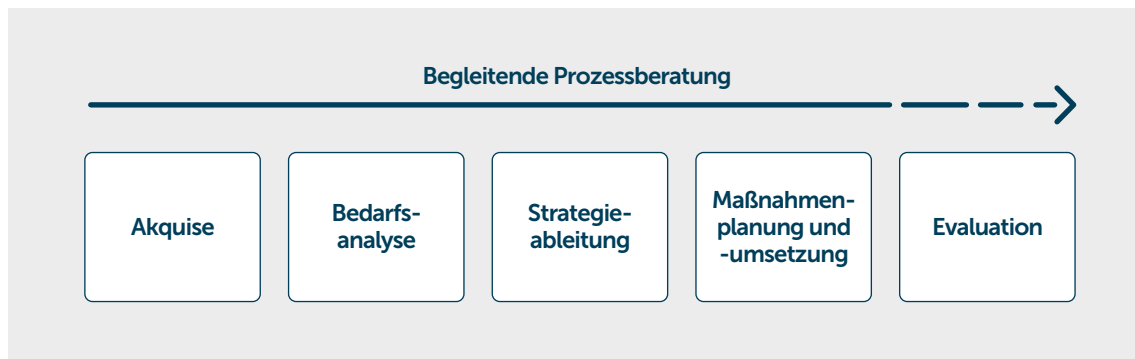 Begleitende Prozessberatung
Akquise
Bedarfs-
analyse
Strategie-
ableitung
Maßnahmen-
planung und
-umsetzung
Evaluation